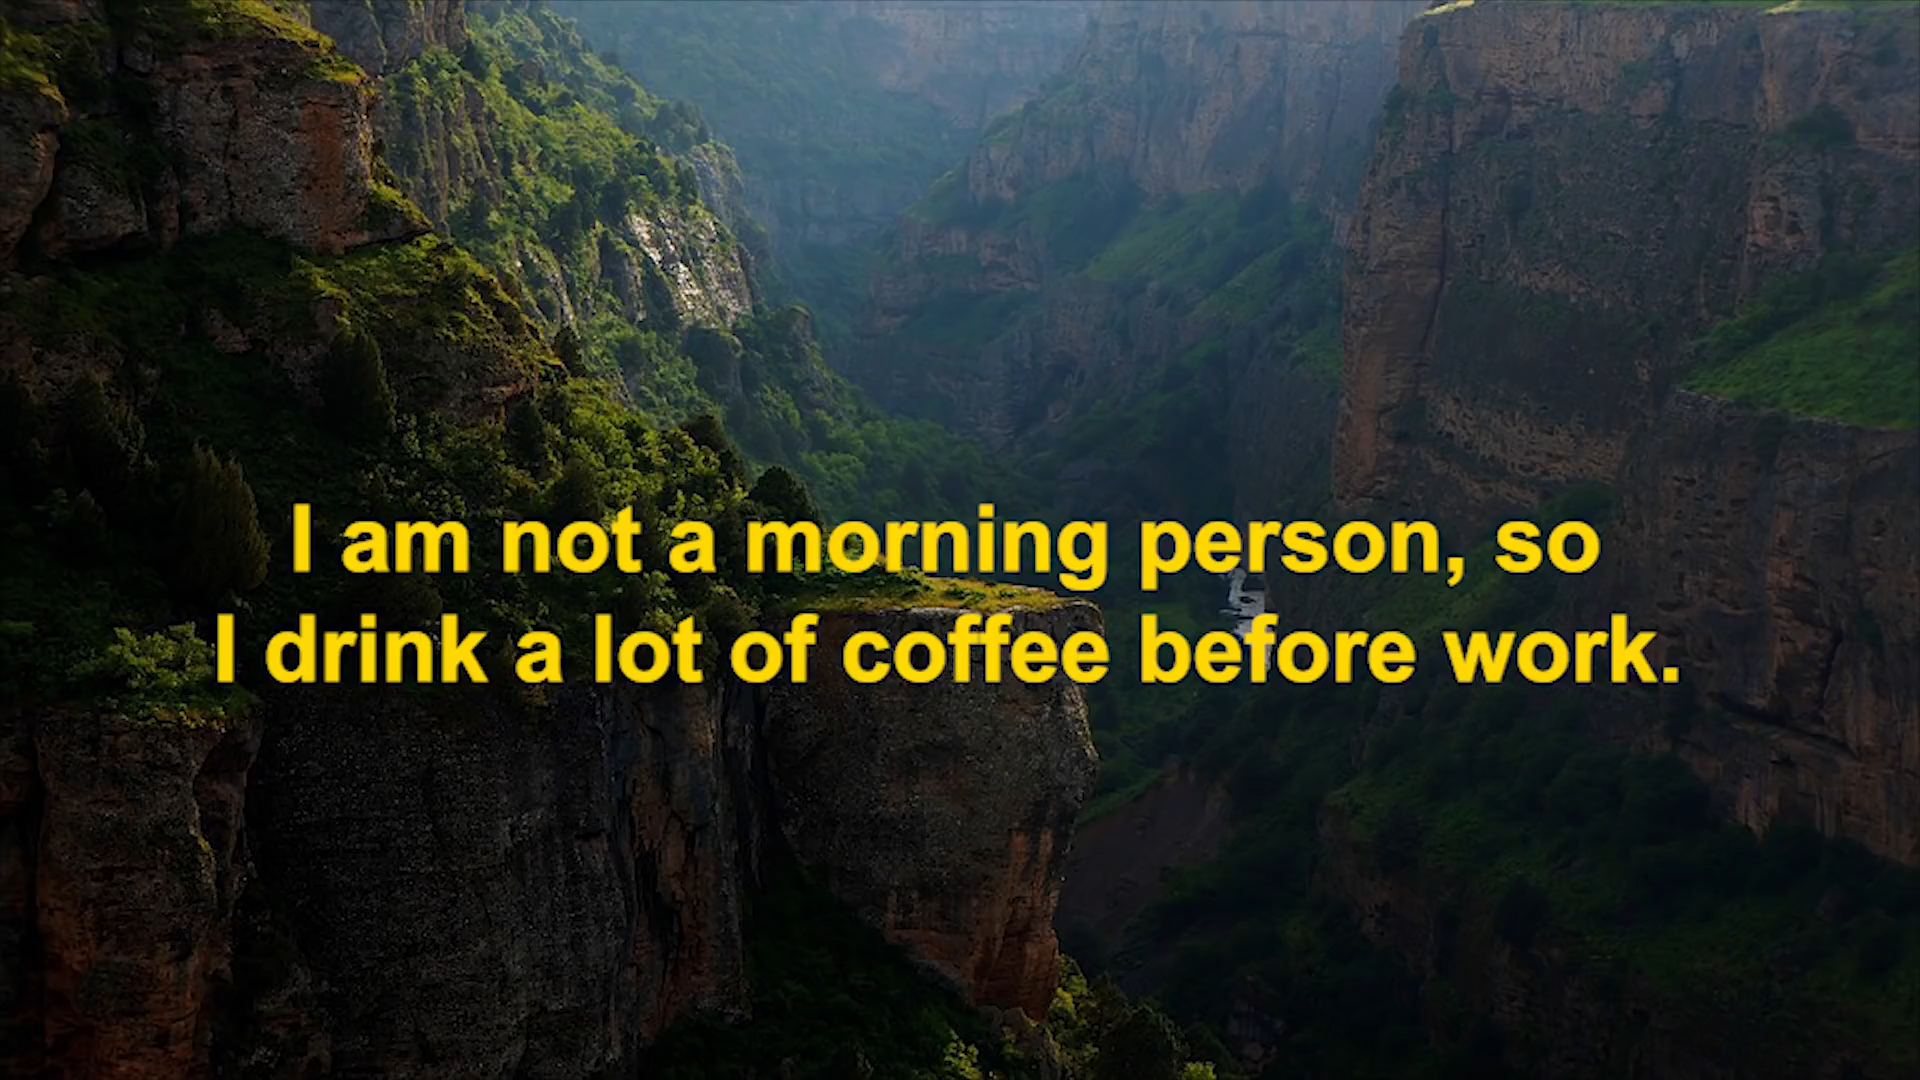 I am not a morning person, so
I drink a lot of coffee before work.